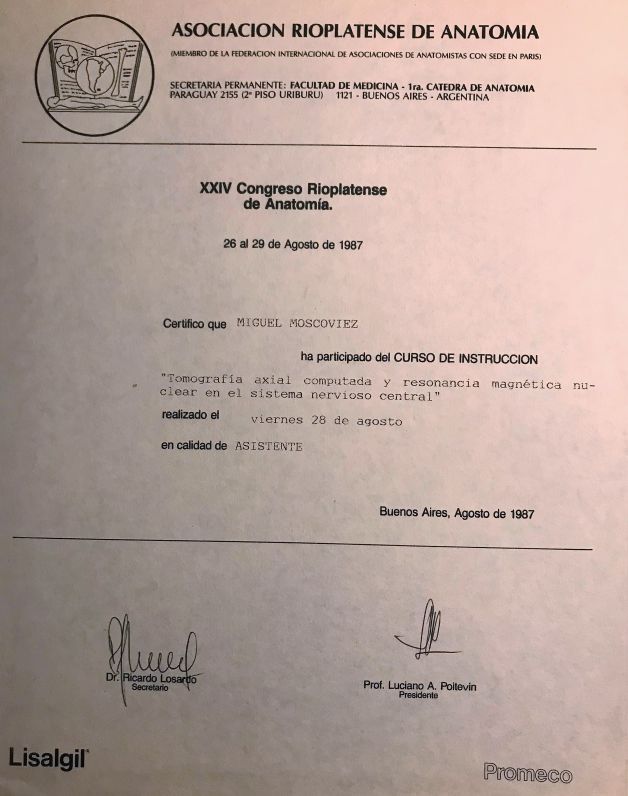 ASOCIACION RIOPLATENSE DE ANATOMIA
(MIEMBRO DE LA FEDERACION INTERNACIONAL DE ASOCIACIONES DE ANATOMISTAS CON SEDE EN PARIS)
SECRETARIA PERMANENTE: FACULTAD DE MEDICINA - 1ra. CATEDRA DE ANATOMIA
PARAGUAY 2155 (2º PISO URIBURU) 1121 - BUENOS AIRES - ARGENTINA
XXIV Congreso Rioplatense
de Anatomía.
26 al 29 de Agosto de 1987
Certifico que MIGUEL MOSCOVIEZ
ha participado del CURSO DE INSTRUCCION
"Tomografía axial computada y resonancia magnética nu-
clear en el sistema nervioso central"
realizado el viernes 28 de agosto
en calidad de ASISTENTE
Buenos Aires, Agosto de 1987
Dr. Ricardo Losardo
Secretario
Prof. Luciano A. Poitevin
Presidente
Lisalgil®
Promeco